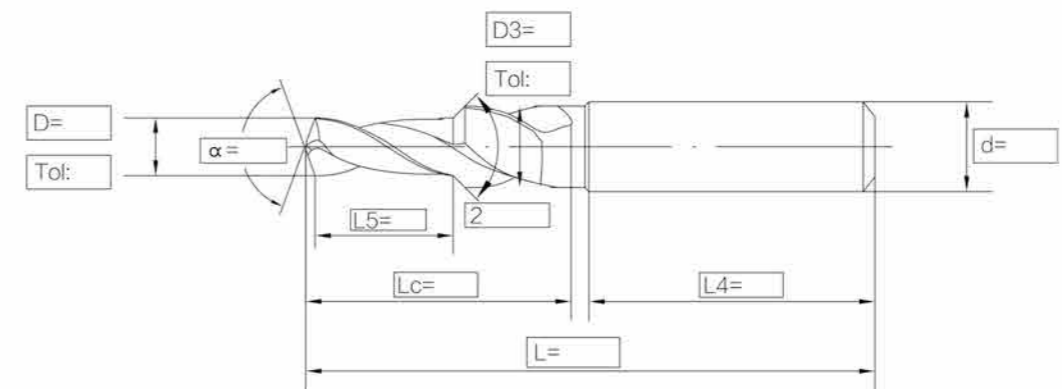 D3=
Tol:
D=
Tol:
α=
d=
L5=
2
Lc=
L4=
L=